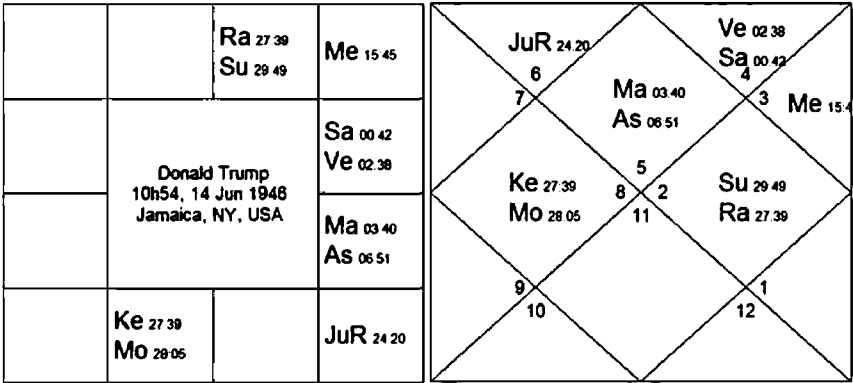 Ra 27 39
Su 29 49
Me 15 45
Sa 00 42
Ve 02.38
Donald Trump
10h54, 14 Jun 1946
Jamaica, NY, USA
Ma 03 40
As 06 51
Ke 27 39
Mo 28:05
JuR 24 20
JuR 24.20
Ve 02 38
Sa 00 42
6
4
7
3
Ma 03.40
As 06 51
Me 15:4
5
Ke 27 39
Mo 28 05
8
2
Su 29 49
Ra 27.39
11
9
1
10
12